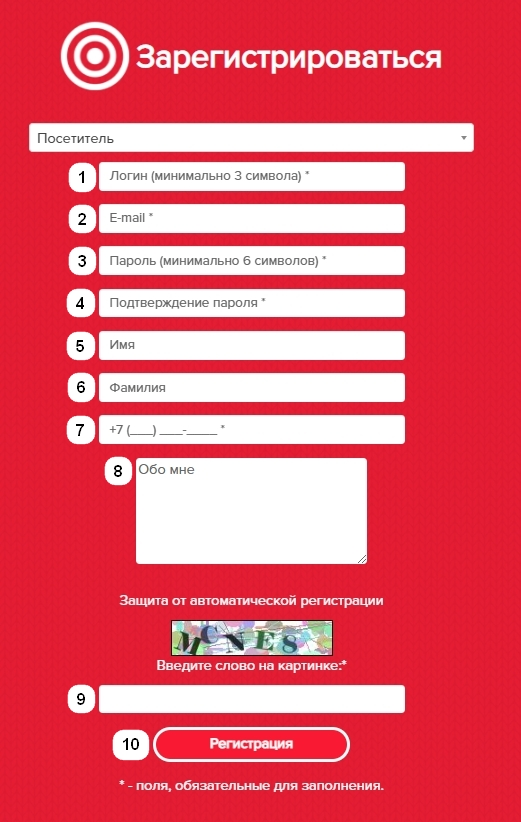 Зарегистрироваться
Посетитель
1 Логин (минимально 3 символа) *
2 E-mail *
3 Пароль (минимально 6 символов) *
4 Подтверждение пароля *
5 Имя
6 Фамилия
7 +7 (___) ___-____ *
8 Обо мне
Защита от автоматической регистрации
MCNES
Введите слово на картинке:*
9
10 Регистрация
* - поля, обязательные для заполнения.